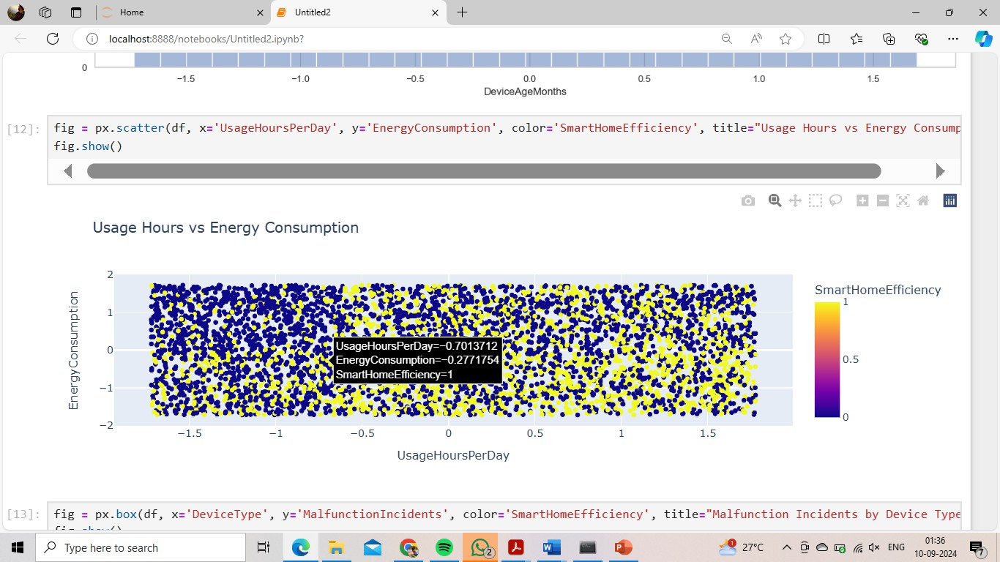 Home
Untitled2
localhost:8888/notebooks/Untitled2.ipynb?
0
−1.5 −1.0 −0.5 0.0 0.5 1.0 1.5
DeviceAgeMonths
[12]: fig = px.scatter(df, x='UsageHoursPerDay', y='EnergyConsumption', color='SmartHomeEfficiency', title="Usage Hours vs Energy Consump
fig.show()
Usage Hours vs Energy Consumption
2
1
0
−1
−2
EnergyConsumption
UsageHoursPerDay=−0.7013712
EnergyConsumption=−0.2771754
SmartHomeEfficiency=1
−1.5 −1 −0.5 0 0.5 1 1.5
UsageHoursPerDay
SmartHomeEfficiency
1
0.5
0
[13]: fig = px.box(df, x='DeviceType', y='MalfunctionIncidents', color='SmartHomeEfficiency', title="Malfunction Incidents by Device Type
fig.show()
Type here to search
2
1
27°C
ENG
01:36
10-09-2024
7